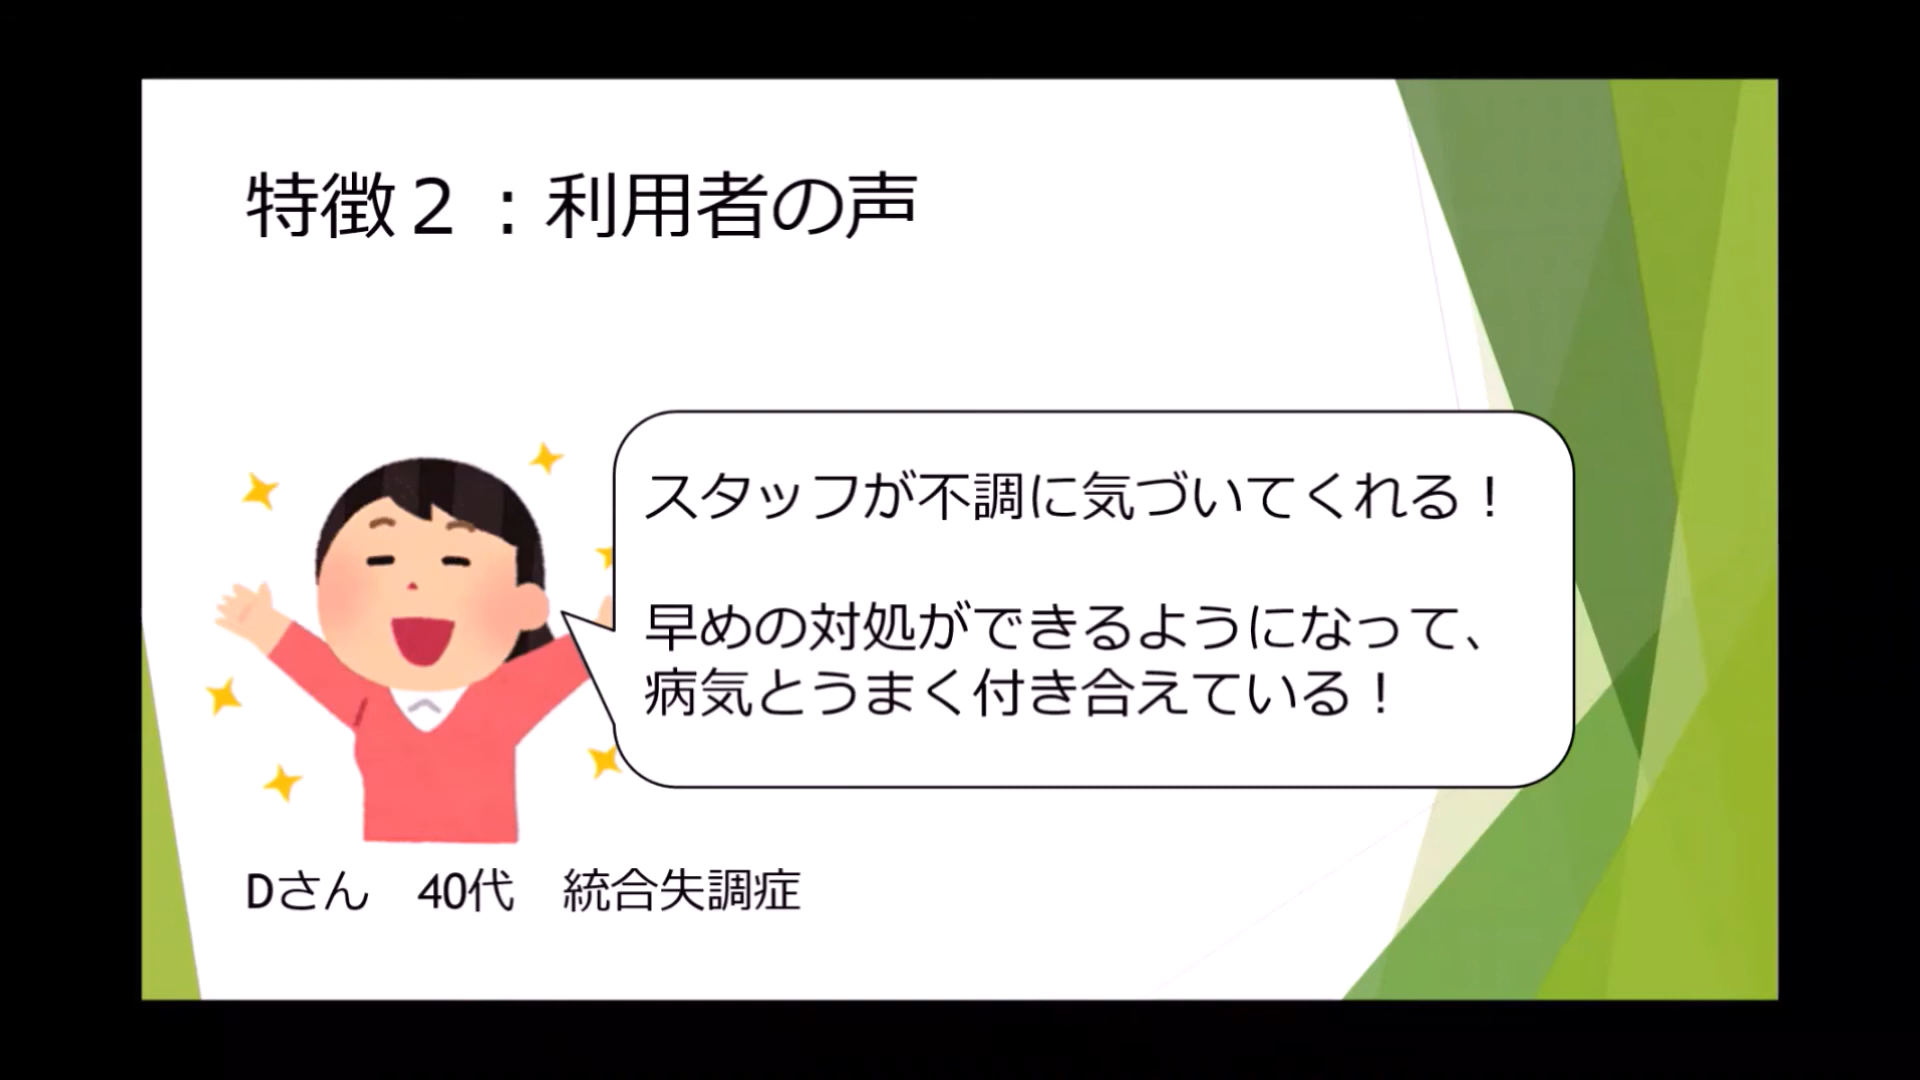 特徴２：利用者の声
スタッフが不調に気づいてくれる！
早めの対処ができるようになって、
病気とうまく付き合えている！
Dさん　40代　統合失調症